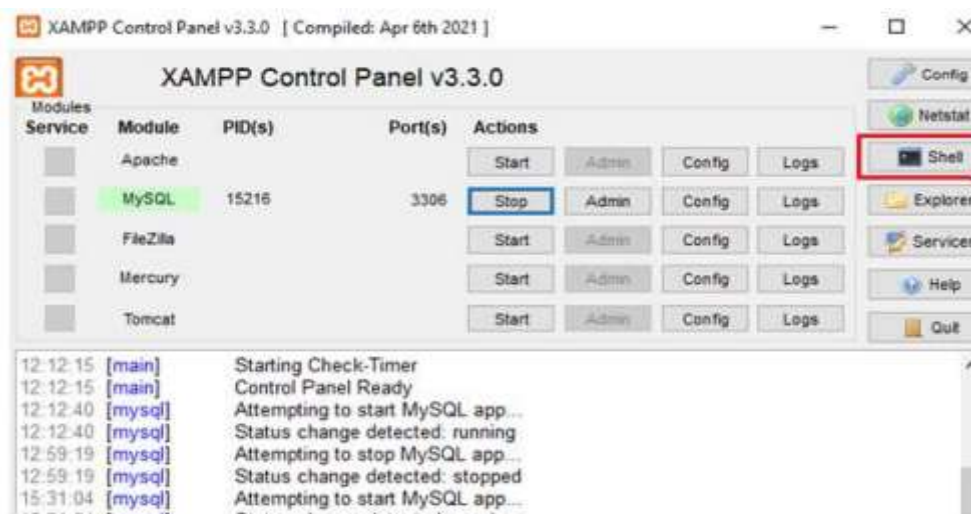 XAMPP Control Panel v3.3.0 [ Compiled: Apr 6th 2021 ]
XAMPP Control Panel v3.3.0
Config
Modules
Service Module PID(s) Port(s) Actions
Netstat
Apache Start Admin Config Logs
Shell
MySQL 15216 3306 Stop Admin Config Logs
Explorer
FileZilla Start Admin Config Logs
Services
Mercury Start Admin Config Logs
Help
Tomcat Start Admin Config Logs
Quit
12:12:15 [main] Starting Check-Timer
12:12:15 [main] Control Panel Ready
12:12:40 [mysql] Attempting to start MySQL app...
12:12:40 [mysql] Status change detected: running
12:59:19 [mysql] Attempting to stop MySQL app...
12:59:19 [mysql] Status change detected: stopped
15:31:04 [mysql] Attempting to start MySQL app...